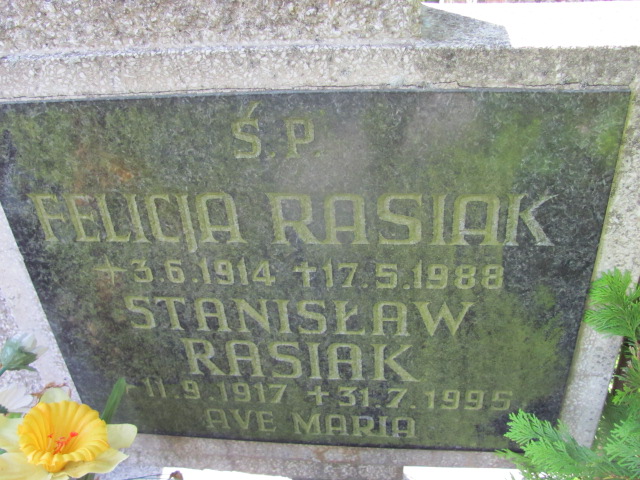 Ś.P.
FELICJA RASIAK
+3.6.1914 +17.5.1988
STANISŁAW
RASIAK
+11.9.1917 +31.7.1995
AVE MARIA